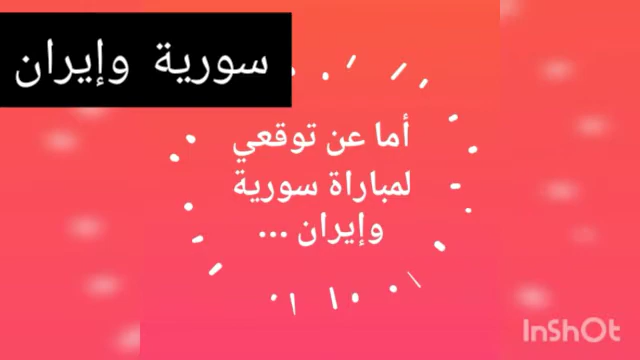 سورية وإيران
أما عن توقعي
لمباراة سورية
وإيران ...
InShOt